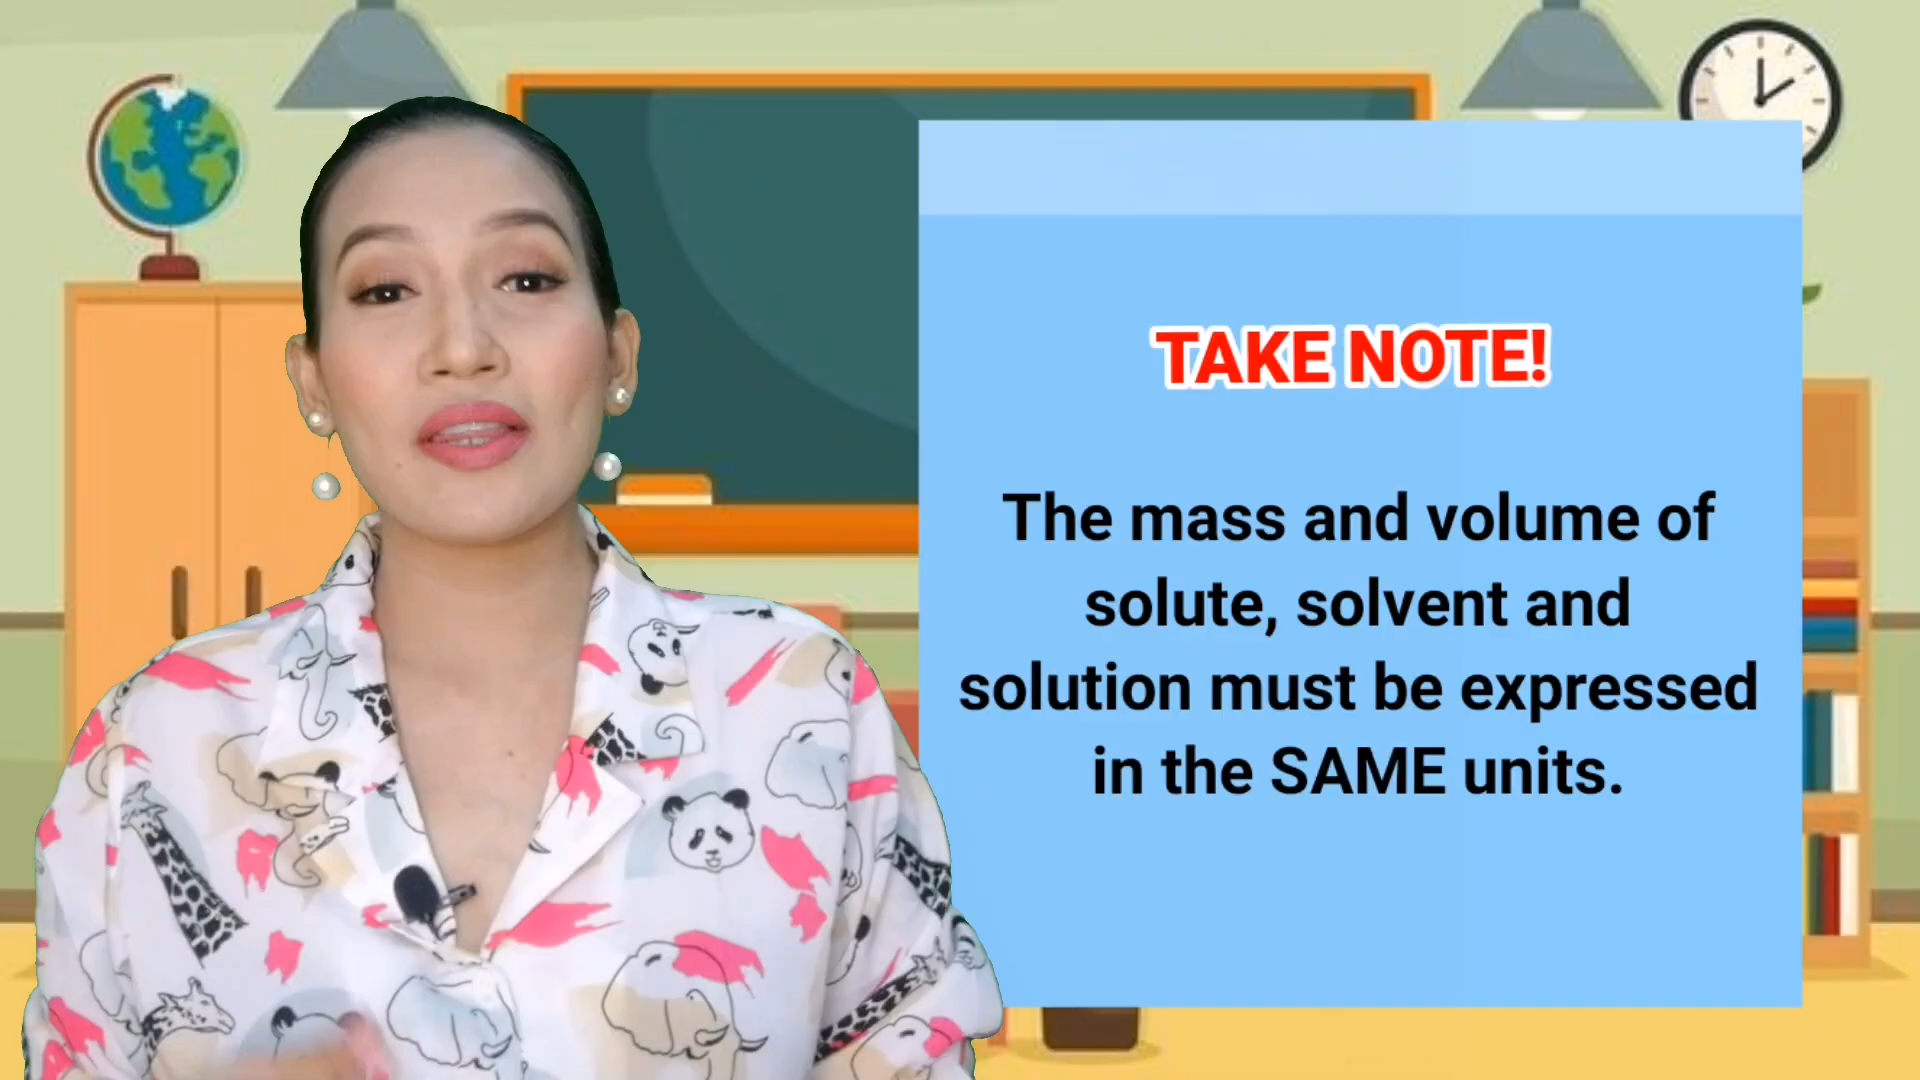 TAKE NOTE!
The mass and volume of
solute, solvent and
solution must be expressed
in the SAME units.